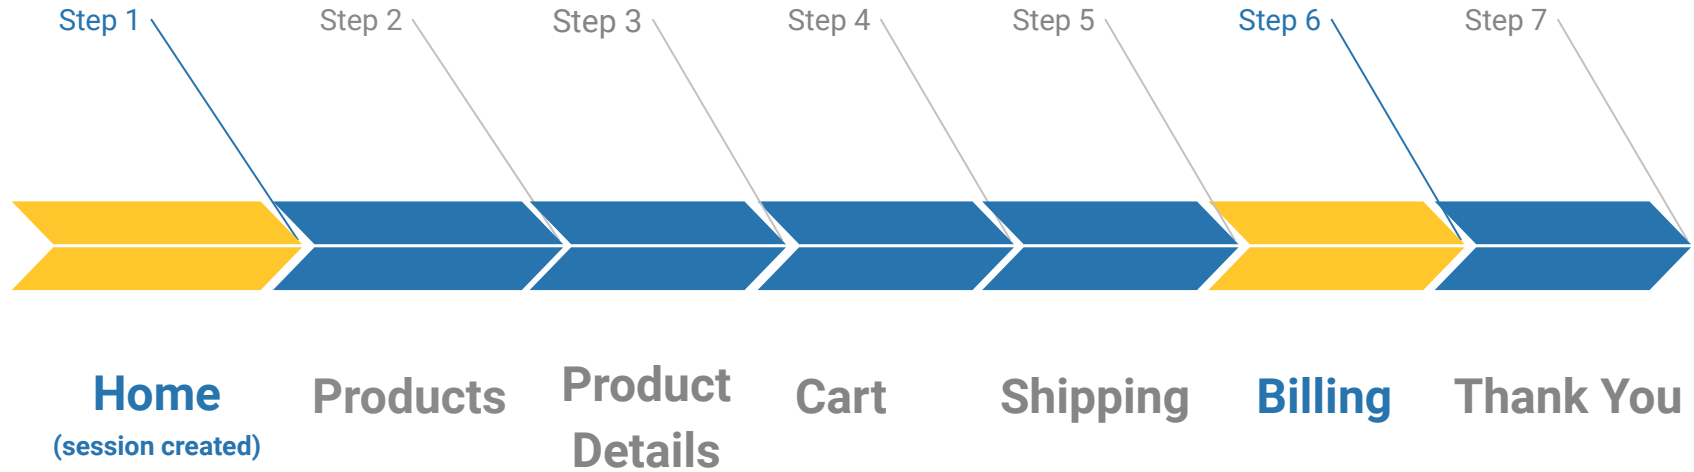 Step 1
Step 2
Step 3
Step 4
Step 5
Step 6
Step 7
Home
(session created)
Products
Product
Details
Cart
Shipping
Billing
Thank You